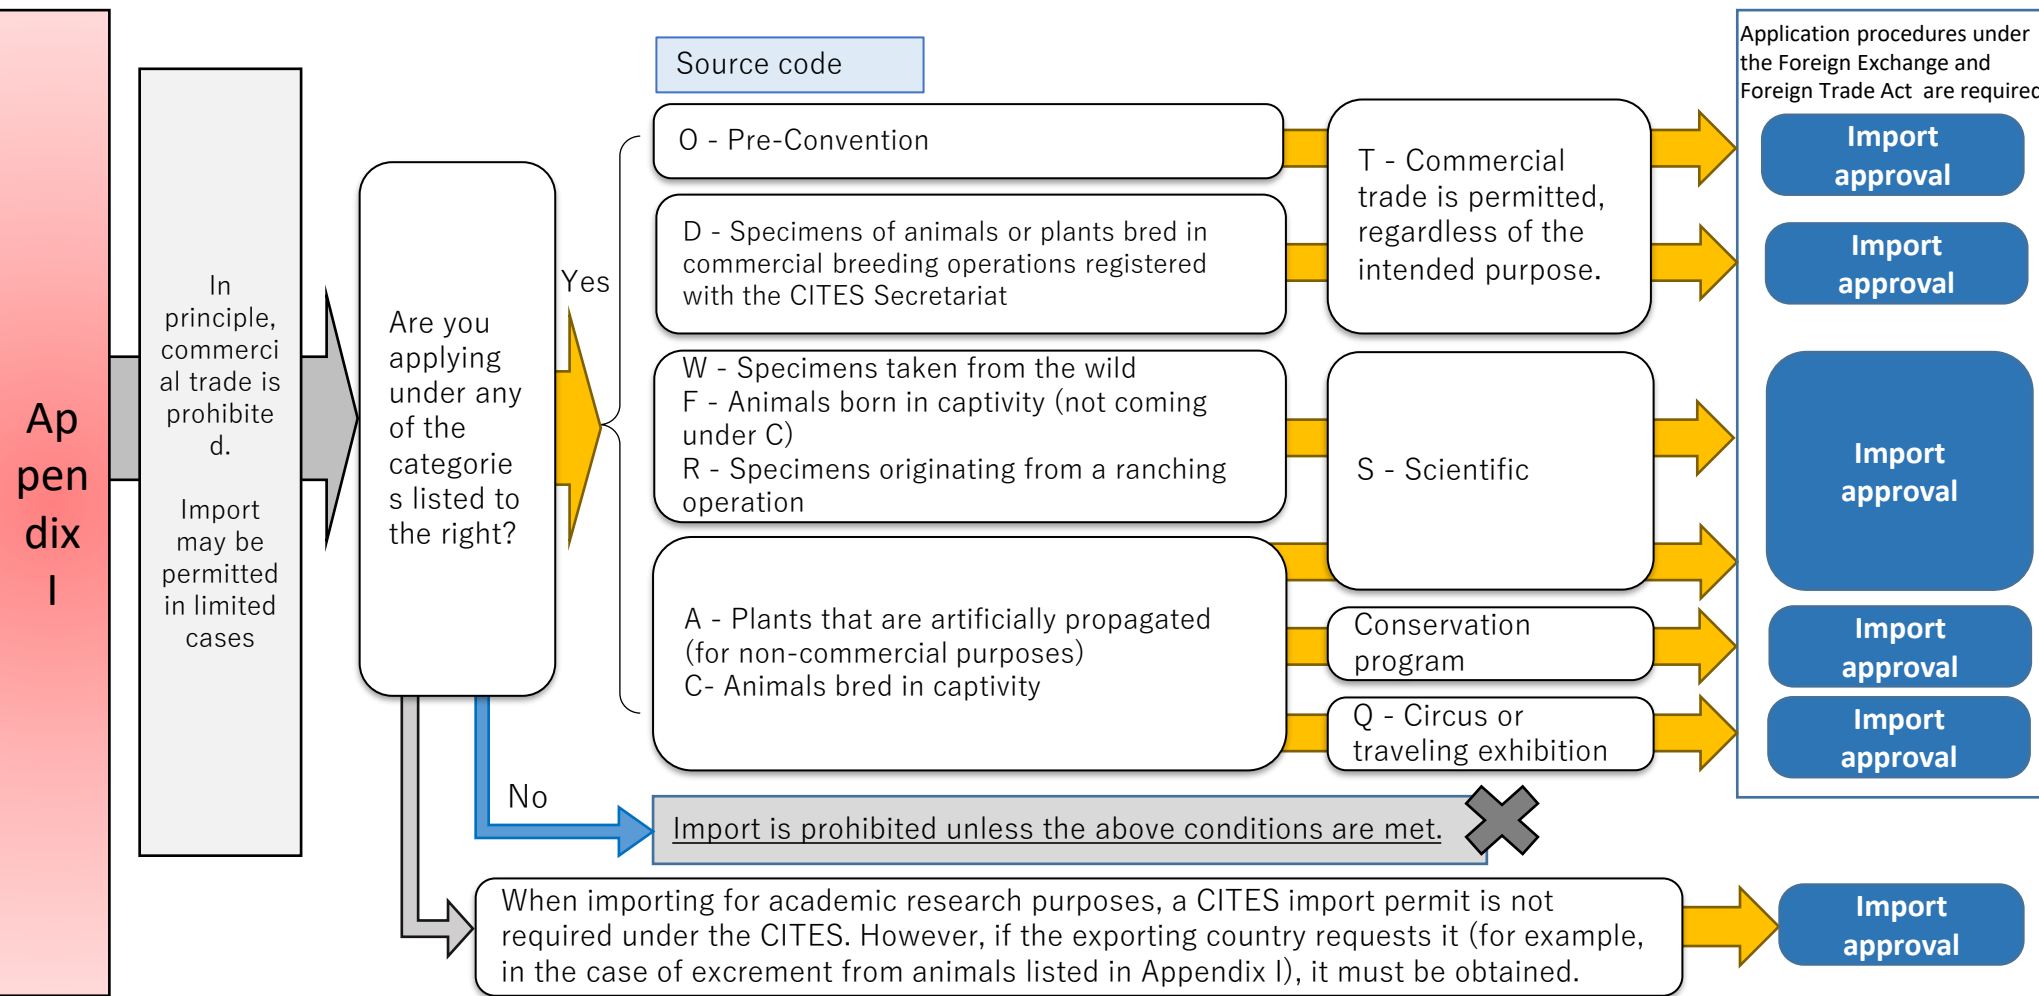 Ap
pen
dix
I
In
principle,
commerci
al trade is
prohibite
d.
Import
may be
permitted
in limited
cases
Are you
applying
under any
of the
categorie
s listed to
the right?
Yes
No
Source code
O - Pre-Convention
D - Specimens of animals or plants bred in
commercial breeding operations registered
with the CITES Secretariat
W - Specimens taken from the wild
F - Animals born in captivity (not coming
under C)
R - Specimens originating from a ranching
operation
A - Plants that are artificially propagated
(for non-commercial purposes)
C- Animals bred in captivity
T - Commercial
trade is permitted,
regardless of the
intended purpose.
S - Scientific
Conservation
program
Q - Circus or
traveling exhibition
Application procedures under
the Foreign Exchange and
Foreign Trade Act are required
Import
approval
Import
approval
Import
approval
Import
approval
Import
approval
Import is prohibited unless the above conditions are met.
When importing for academic research purposes, a CITES import permit is not
required under the CITES. However, if the exporting country requests it (for example,
in the case of excrement from animals listed in Appendix I), it must be obtained.
Import
approval